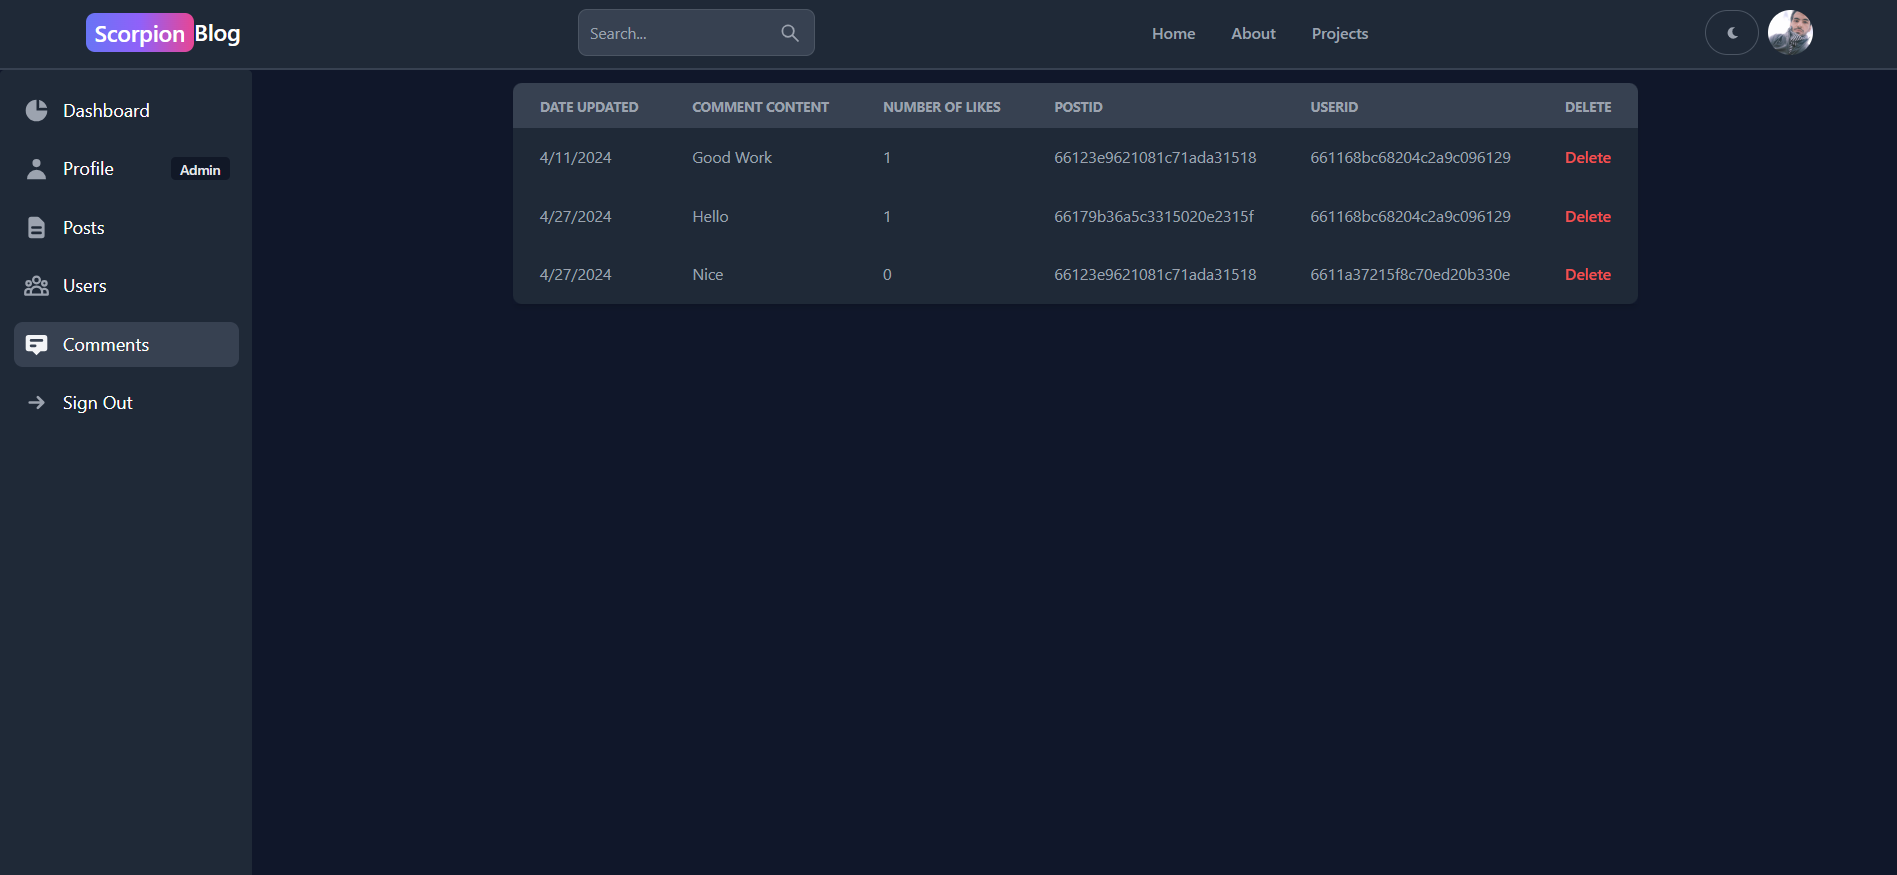 Scorpion Blog
Search...
Home About Projects
Dashboard
Profile Admin
Posts
Users
Comments
Sign Out
DATE UPDATED COMMENT CONTENT NUMBER OF LIKES POSTID USERID DELETE
4/11/2024 Good Work 1 66123e9621081c71ada31518 661168bc68204c2a9c096129 Delete
4/27/2024 Hello 1 66179b36a5c3315020e2315f 661168bc68204c2a9c096129 Delete
4/27/2024 Nice 0 66123e9621081c71ada31518 6611a37215f8c70ed20b330e Delete